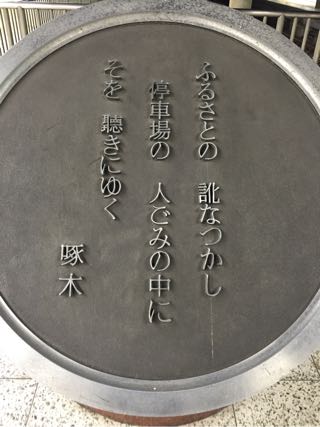 ふるさとの 訛なつかし
停車場の 人ごみの中に
そを 聴きにゆく
啄木